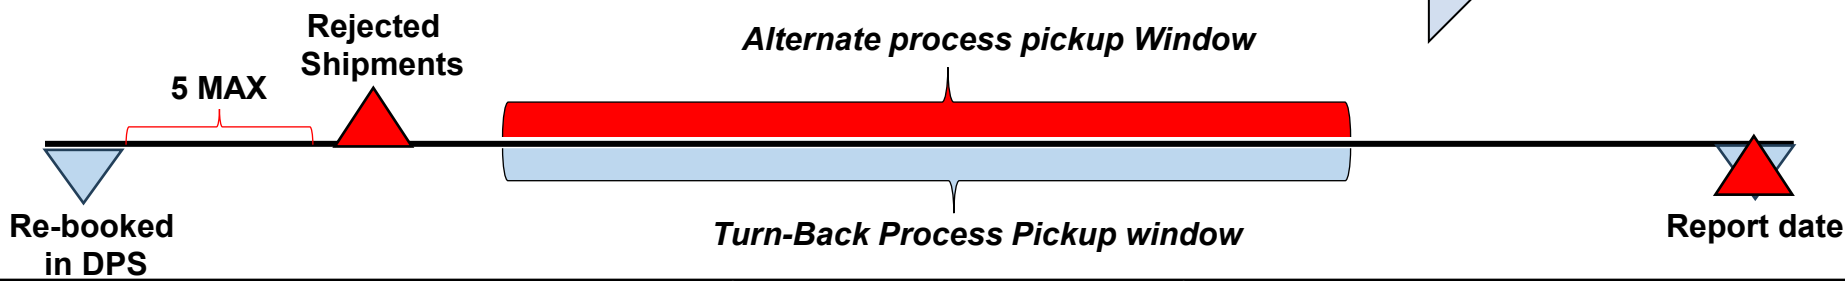 Rejected
Shipments
Alternate process pickup Window
5 MAX
Re-booked
in DPS
Turn-Back Process Pickup window
Report date